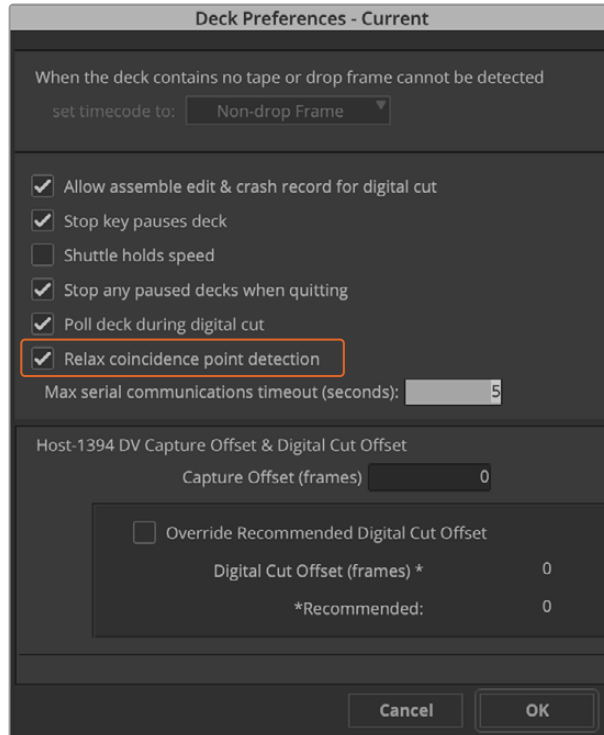 Deck Preferences - Current
When the deck contains no tape or drop frame cannot be detected
set timecode to: Non-drop Frame
Allow assemble edit & crash record for digital cut
Stop key pauses deck
Shuttle holds speed
Stop any paused decks when quitting
Poll deck during digital cut
Relax coincidence point detection
Max serial communications timeout (seconds): 5
Host-1394 DV Capture Offset & Digital Cut Offset
Capture Offset (frames) 0
Override Recommended Digital Cut Offset
Digital Cut Offset (frames) * 0
*Recommended: 0
Cancel OK